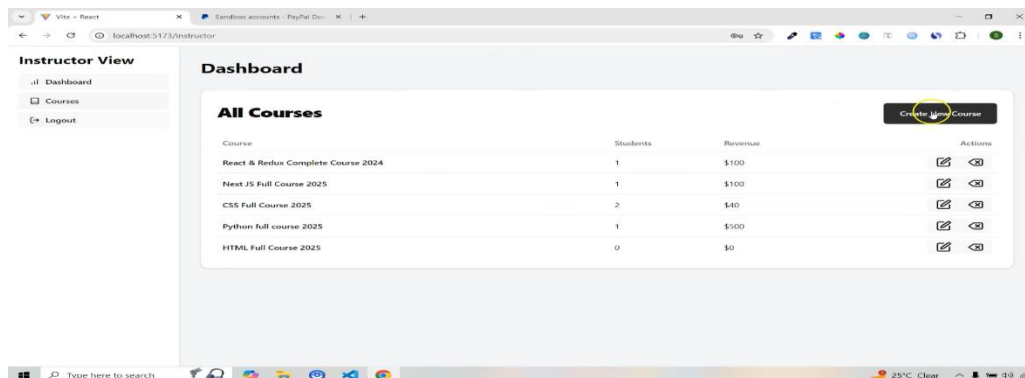 Vite + React
Sandbox accounts - PayPal Dev
localhost:5173/instructor
Instructor View
Dashboard
Courses
Logout
Dashboard
All Courses
Create New Course
Course Students Revenue Actions
React & Redux Complete Course 2024 1 $100
Next JS Full Course 2025 1 $100
CSS Full Course 2025 2 $40
Python full course 2025 1 $500
HTML Full Course 2025 0 $0
Type here to search
25°C Clear